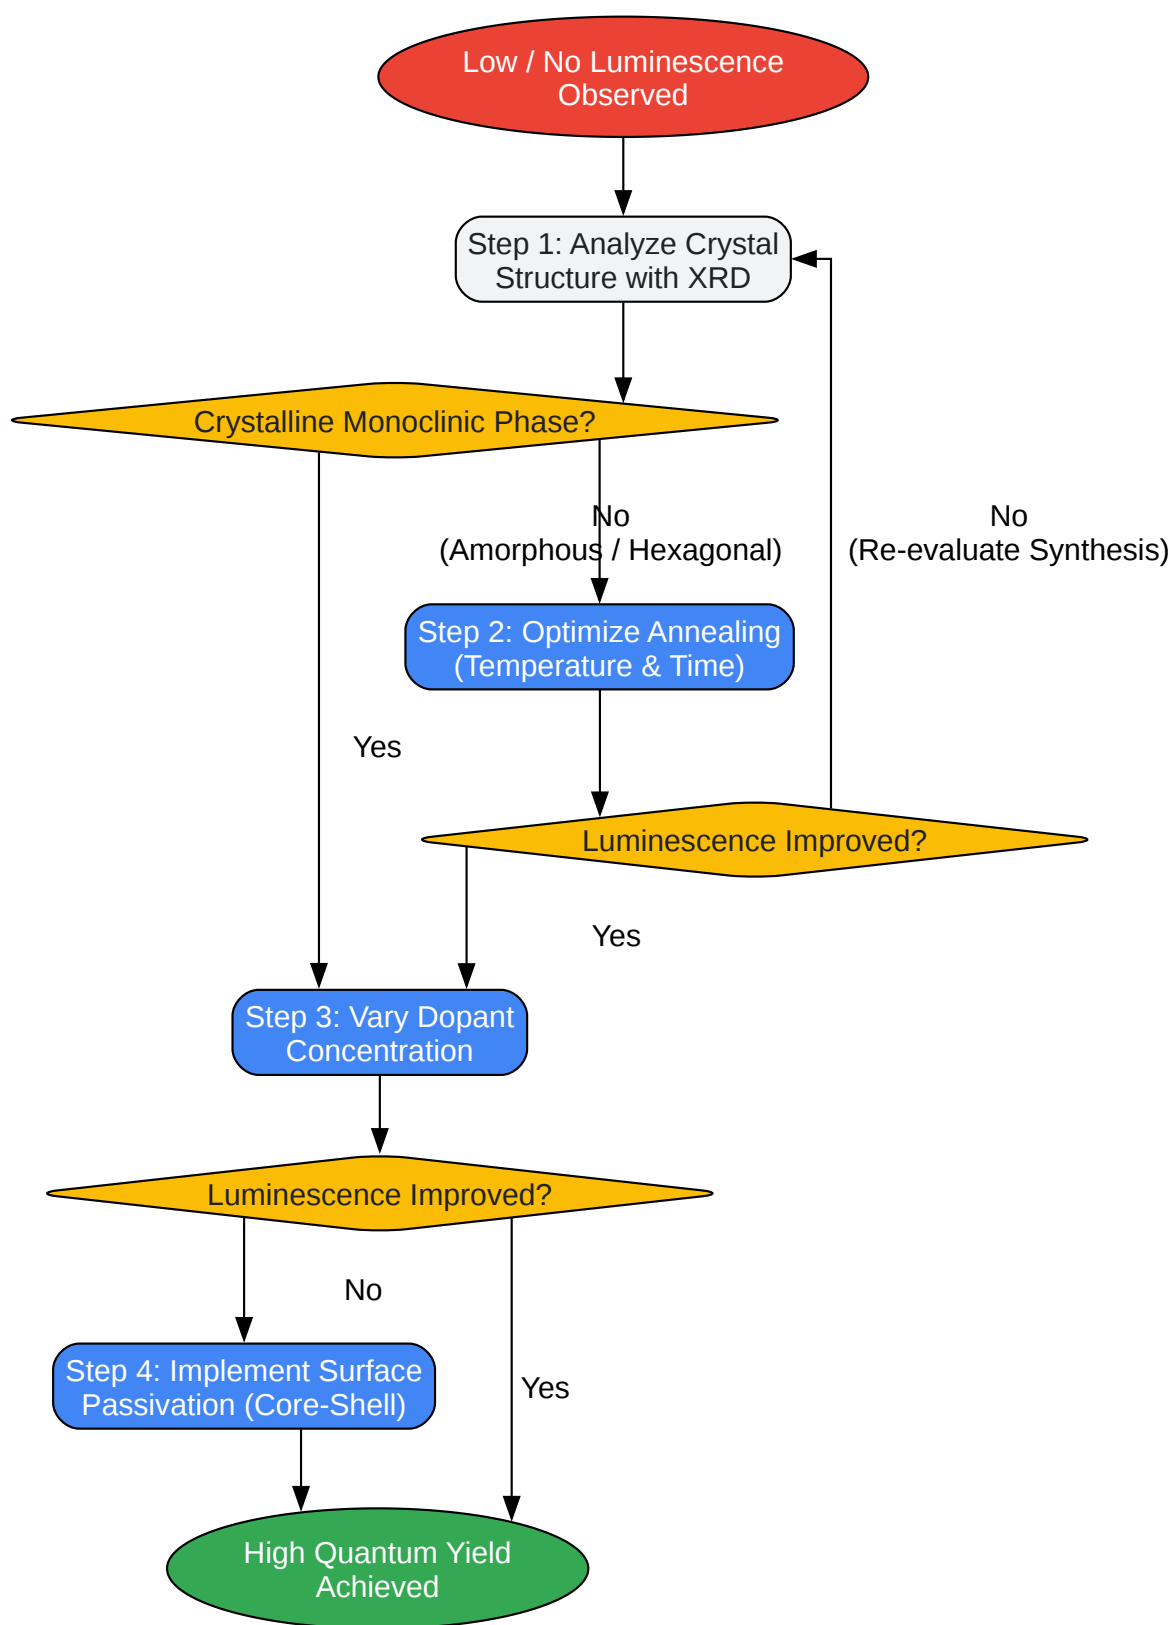 Low / No Luminescence
Observed
Step 1: Analyze Crystal
Structure with XRD
Crystalline Monoclinic Phase?
No
(Amorphous / Hexagonal)
No
(Re-evaluate Synthesis)
Step 2: Optimize Annealing
(Temperature & Time)
Yes
Luminescence Improved?
Yes
Step 3: Vary Dopant
Concentration
Luminescence Improved?
No
Step 4: Implement Surface
Passivation (Core-Shell)
Yes
High Quantum Yield
Achieved